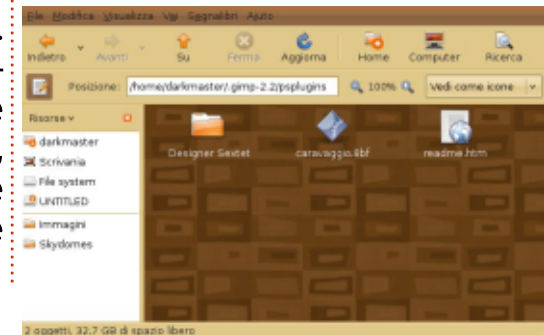 File Modifica Visualizza Vai Segnalibri Aiuto
Indietro Avanti Su Ferma Aggiorna Home Computer Ricerca
Posizione: /home/darkmaster/.gimp-2.2/psplugins 100% Vedi come icone
Risorse
darkmaster
Scrivania
File system
UNTITLED
Immagini
Skydomes
Designer Sextet caravaggio.8bf readme.htm
2 oggetti, 32,7 GB di spazio libero